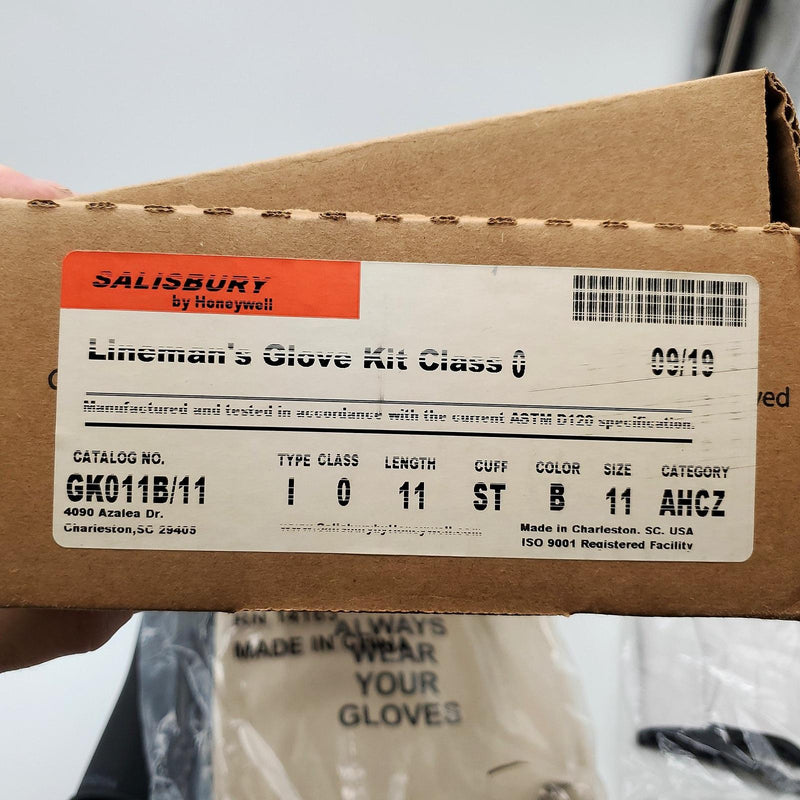 SALISBURY
by Honeywell
Lineman's Glove Kit Class 0
09/19
Manufactured and tested in accordance with the current ASTM D120 specification.
CATALOG NO. TYPE CLASS LENGTH CUFF COLOR SIZE CATEGORY
GK011B/11 I 0 11 ST B 11 AHCZ
4090 Azalea Dr.
Charleston,SC 29405
www.SalisburybyHoneywell.com
Made in Charleston. SC. USA
ISO 9001 Registered Facility
MADE IN CHINA
ALWAYS
WEAR
YOUR
GLOVES